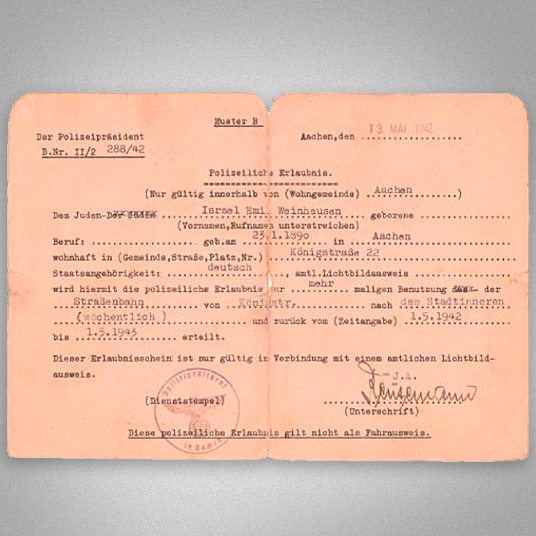 Muster B
Der Polizeipräsident
B.Nr. II/2 288/42
Aachen, den 13 MAI 1942
Polizeiliche Erlaubnis.
(Nur gültig innerhalb von (Wohngemeinde) Aachen )
Dem Juden-Der Jüdin Israel Emil Weinhausen geborene
(Vornamen, Rufnamen unterstreichen)
Beruf: geb.am 23.1.1890 in Aachen
wohnhaft in (Gemeinde, Straße, Platz, Nr.) Königstraße 22
Staatsangehörigkeit: deutsch, amtl. Lichtbildausweis
wird hiermit die polizeiliche Erlaubnis zur mehr maligen Benutzung der
Straßenbahn von Königstr. nach dem Stadtinneren
(wöchentlich) und zurück vom (Zeitangabe) 1.5.1942
bis 1.5.1943 erteilt.
Dieser Erlaubnisschein ist nur gültig in Verbindung mit einem amtlichen Lichtbild-
ausweis.
(Dienststempel)
J.A.
(Unterschrift)
Diese polizeiliche Erlaubnis gilt nicht als Fahrausweis.